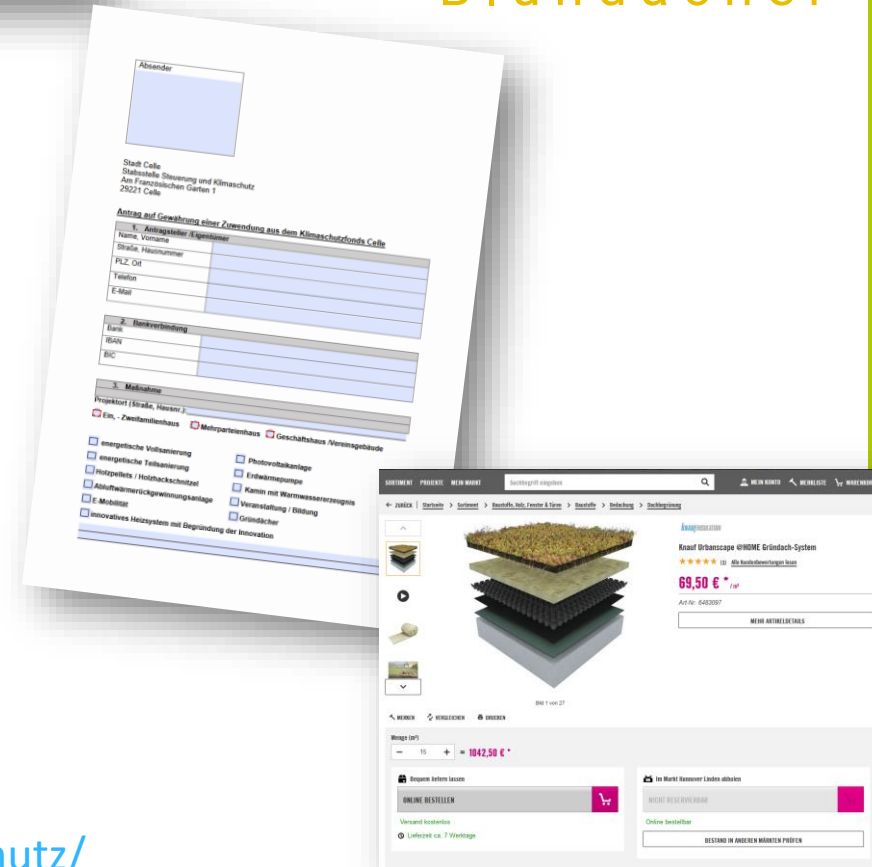 Absender
Stadt Celle
Stabsstelle Steuerung und Klimaschutz
Am Französischen Garten 1
29221 Celle
Antrag auf Gewährung einer Zuwendung aus dem Klimaschutzfonds Celle
1. Antragsteller /Eigentümer
Name, Vorname
Straße, Hausnummer
PLZ, Ort
Telefon
E-Mail
2. Bankverbindung
Bank
IBAN
BIC
3. Maßnahme
Projektort (Straße, Hausnr.):
Ein, - Zweifamilienhaus Mehrparteienhaus Geschäftshaus /Vereinsgebäude
energetische Vollsanierung
energetische Teilsanierung
Holzpellets / Holzhackschnitzel
Abluftwärmerückgewinnungsanlage
E-Mobilität
innovatives Heizsystem mit Begründung der Innovation
Photovoltaikanlage
Erdwärmepumpe
Kamin mit Warmwassererzeugnis
Veranstaltung / Bildung
Gründächer
SORTIMENT PROJEKTE MEIN MARKT Suchbegriff eingeben MEIN KONTO MERKLISTE WARENKOR
← ZURÜCK | Startseite > Sortiment > Baustoffe, Holz, Fenster & Türen > Baustoffe > Bedachung > Dachbegrünung
knaufINSULATION
Knauf Urbanscape @HOME Gründach-System
(3) Alle Kundenbewertungen lesen
69,50 € * / m²
Art-Nr. 6483097
MEHR ARTIKELDETAILS
Bild 1 von 27
MERKEN VERGLEICHEN DRUCKEN
Menge (m²)
− 15 + = 1042,50 € *
Bequem liefern lassen
ONLINE BESTELLEN
Versand kostenlos
Lieferzeit ca. 7 Werktage
Im Markt Hannover Linden abholen
NICHT RESERVIERBAR
Online bestellbar
BESTAND IN ANDEREN MÄRKTEN PRÜFEN
hutz/